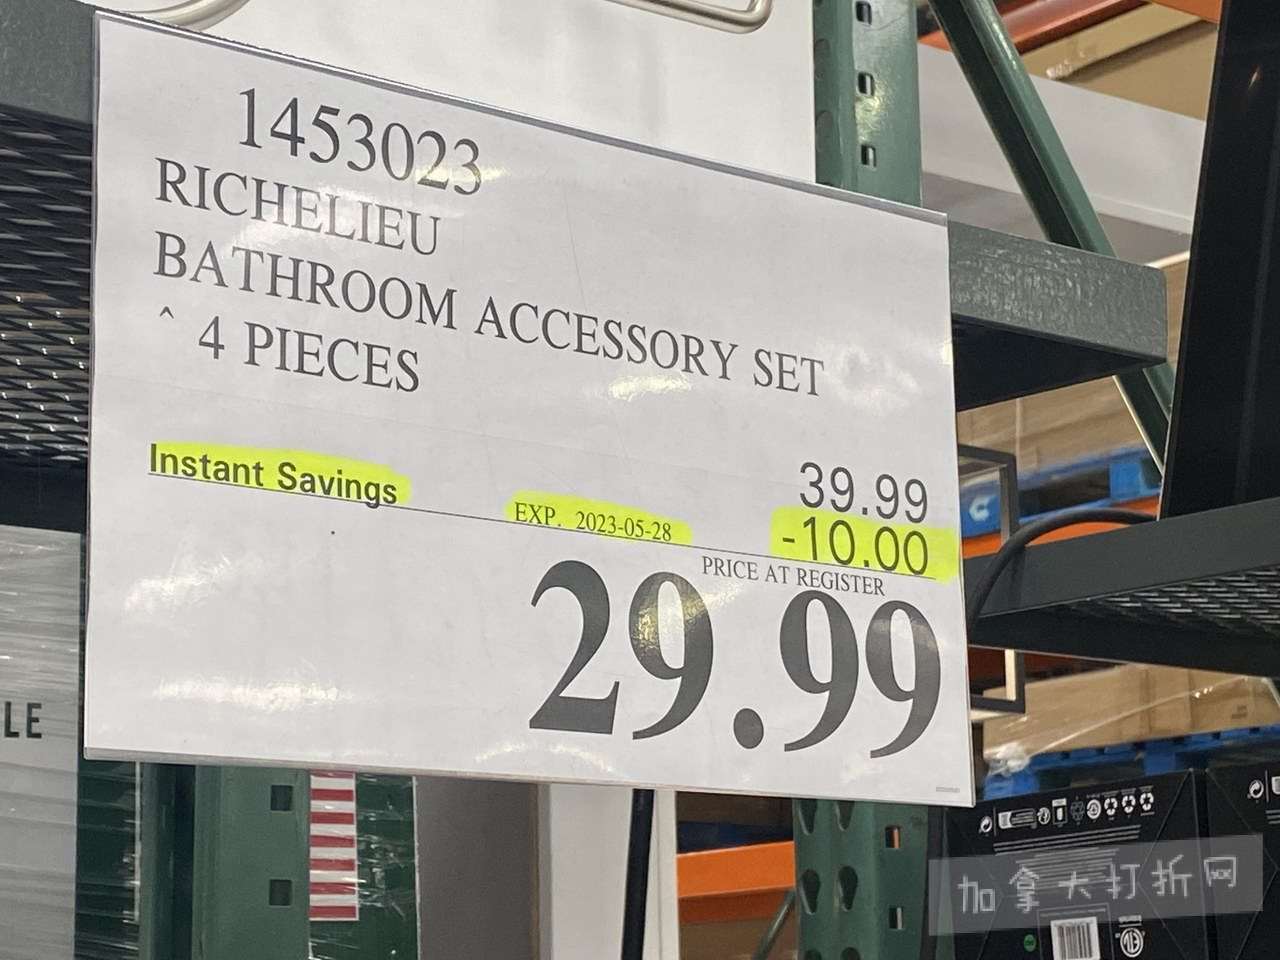 1453023
RICHELIEU
BATHROOM ACCESSORY SET
^ 4 PIECES
39.99
Instant Savings EXP. 2023-05-28 -10.00
PRICE AT REGISTER
29.99
LE
加拿大打折网